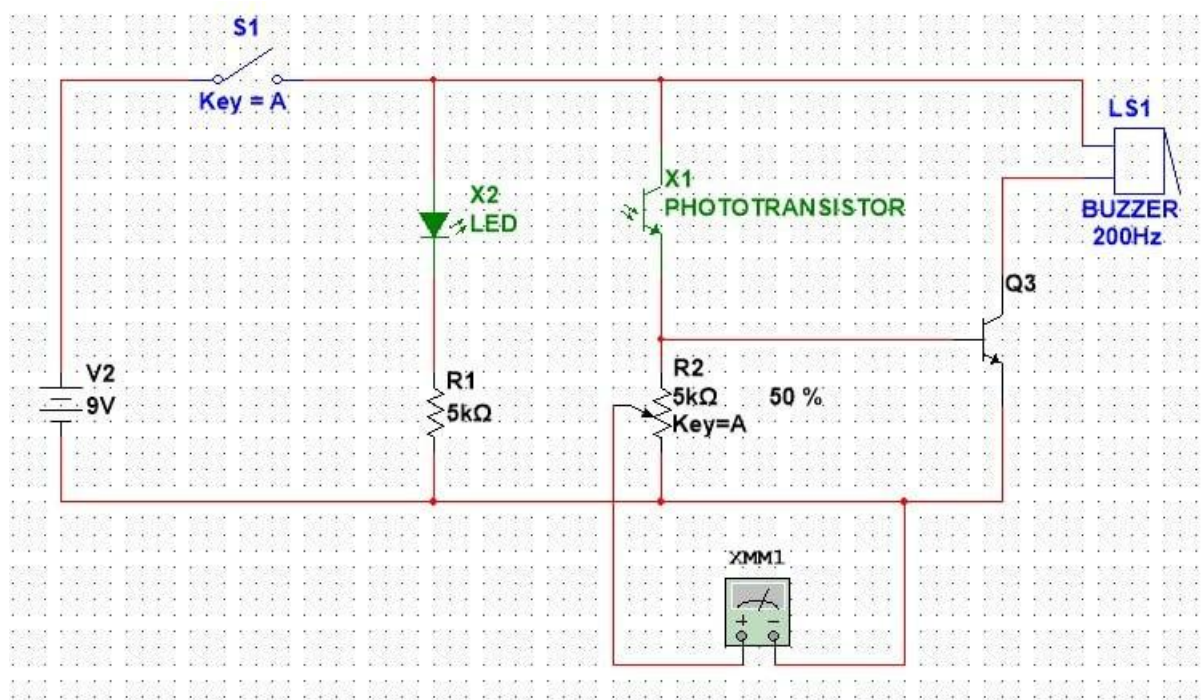 S1
Key = A
LS1
BUZZER
200Hz
X2
LED
X1
PHOTOTRANSISTOR
Q3
V2
9V
R1
5kΩ
R2
5kΩ 50 %
Key=A
XMM1
+ −